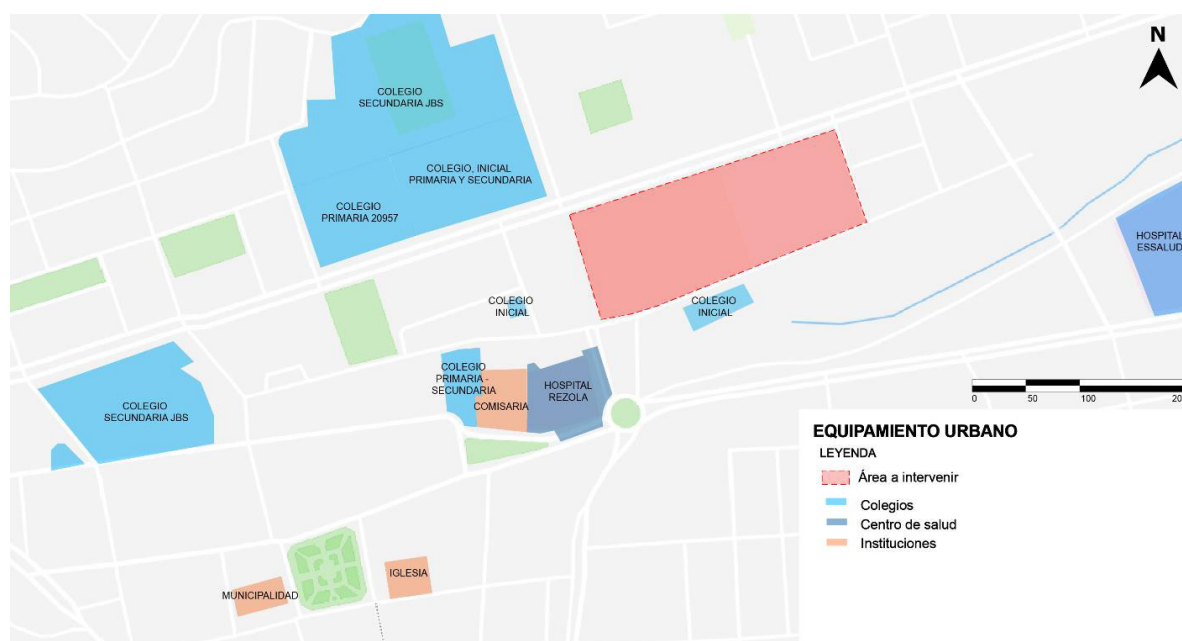 N
COLEGIO
SECUNDARIA JBS
COLEGIO, INICIAL
PRIMARIA Y SECUNDARIA
COLEGIO
PRIMARIA 20957
HOSPITAL
ESSALUD
COLEGIO
INICIAL
COLEGIO
INICIAL
COLEGIO
PRIMARIA -
SECUNDARIA
COMISARIA
HOSPITAL
REZOLA
COLEGIO
SECUNDARIA JBS
0 50 100 20
EQUIPAMIENTO URBANO
LEYENDA
Área a intervenir
Colegios
Centro de salud
Instituciones
IGLESIA
MUNICIPALIDAD